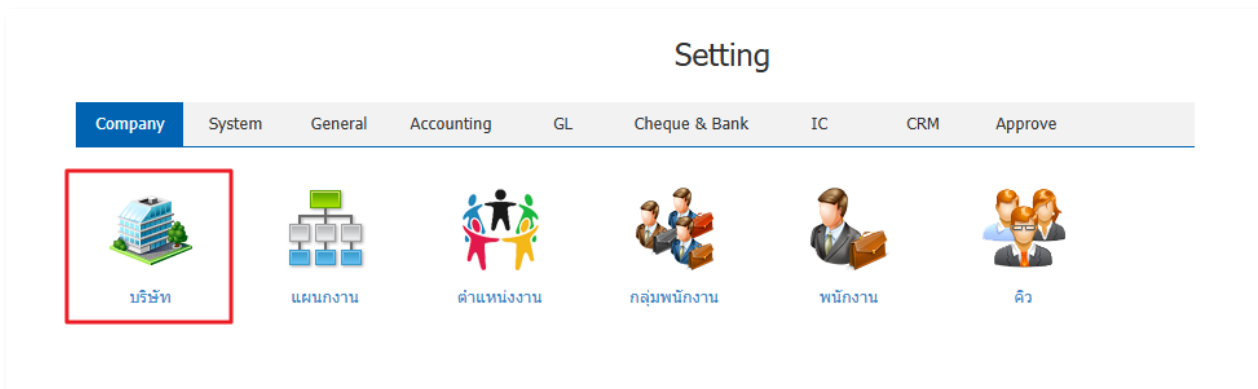 Setting
Company System General Accounting GL Cheque & Bank IC CRM Approve
บริษัท แผนกงาน ตำแหน่งงาน กลุ่มพนักงาน พนักงาน คิว